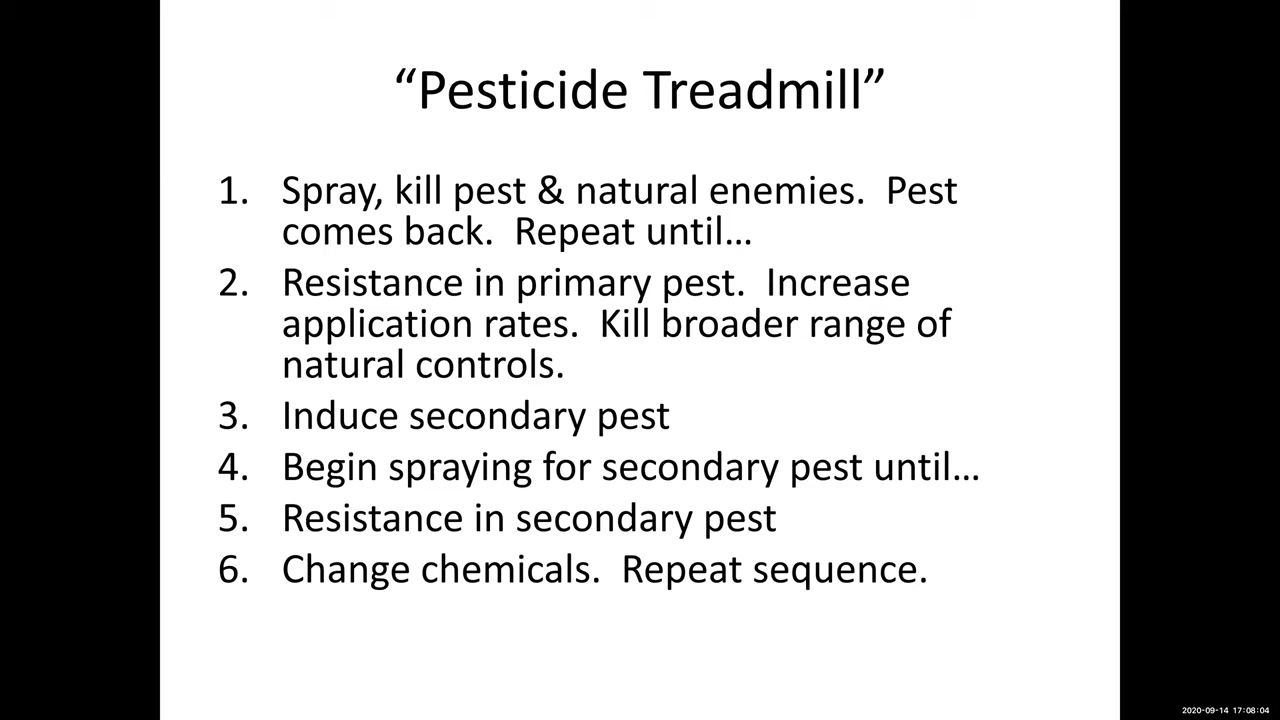 “Pesticide Treadmill”
1. Spray, kill pest & natural enemies.  Pest
comes back.  Repeat until…
2. Resistance in primary pest.  Increase
application rates.  Kill broader range of
natural controls.
3. Induce secondary pest
4. Begin spraying for secondary pest until…
5. Resistance in secondary pest
6. Change chemicals.  Repeat sequence.
2020-09-14 17:08:04